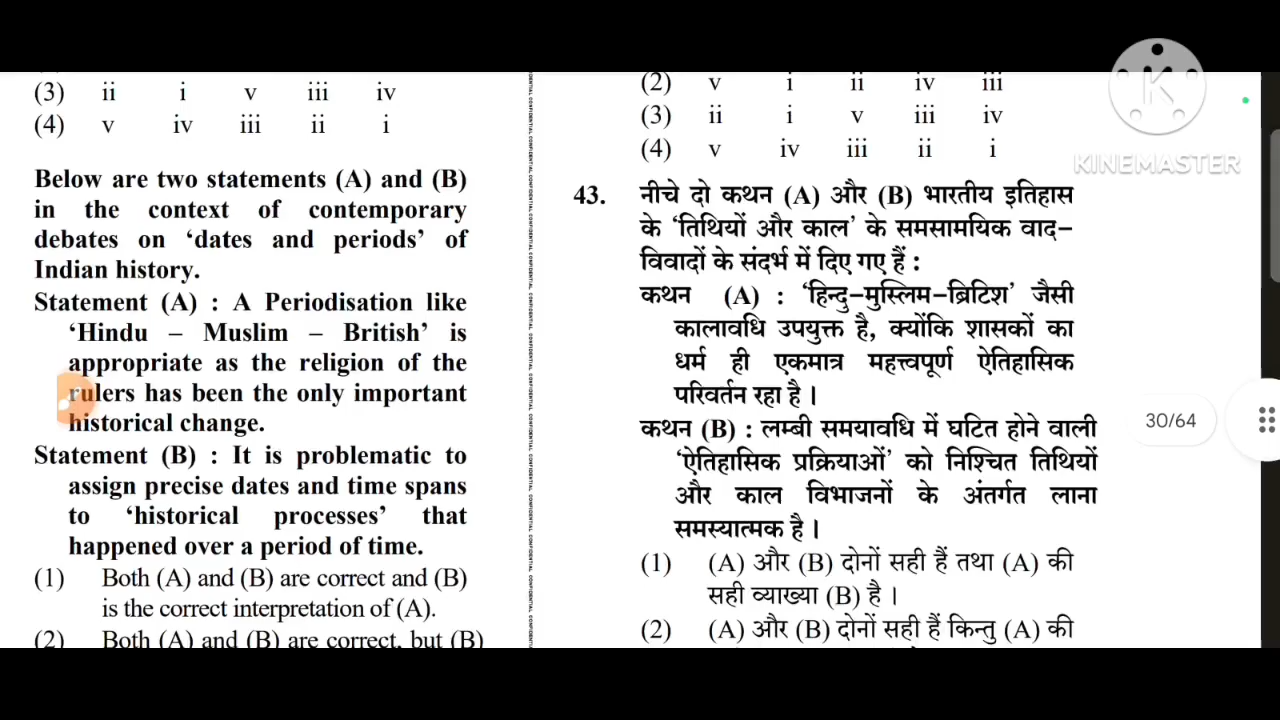 (3) ii i v iii iv
(4) v iv iii ii i
Below are two statements (A) and (B)
in the context of contemporary
debates on ‘dates and periods’ of
Indian history.
Statement (A) : A Periodisation like
‘Hindu – Muslim – British’ is
appropriate as the religion of the
rulers has been the only important
historical change.
Statement (B) : It is problematic to
assign precise dates and time spans
to ‘historical processes’ that
happened over a period of time.
(1) Both (A) and (B) are correct and (B)
is the correct interpretation of (A).
(2) Both (A) and (B) are correct, but (B)
(2) v i ii iv iii
(3) ii i v iii iv
(4) v iv iii ii i
43. नीचे दो कथन (A) और (B) भारतीय इतिहास
के ‘तिथियों और काल’ के समसामयिक वाद-
विवादों के संदर्भ में दिए गए हैं :
कथन (A) : ‘हिन्दु-मुस्लिम-ब्रिटिश’ जैसी
कालावधि उपयुक्त है, क्योंकि शासकों का
धर्म ही एकमात्र महत्त्वपूर्ण ऐतिहासिक
परिवर्तन रहा है।
कथन (B) : लम्बी समयावधि में घटित होने वाली
‘ऐतिहासिक प्रक्रियाओं’ को निश्चित तिथियों
और काल विभाजनों के अंतर्गत लाना
समस्यात्मक है।
(1) (A) और (B) दोनों सही हैं तथा (A) की
सही व्याख्या (B) है।
(2) (A) और (B) दोनों सही हैं किन्तु (A) की
KINEMASTER
30/64